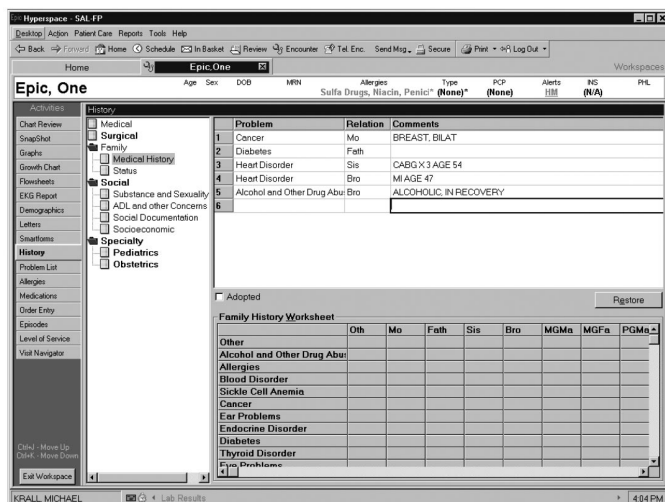 Epic Hyperspace - SAL-FP
Desktop Action Patient Care Reports Tools Help
Back Forward Home Schedule In Basket Review Encounter Tel. Enc. Send Msg Secure Print Log Out
Home Epic,One Workspaces
Epic, One Age Sex DOB MRN Allergies Type PCP Alerts INS PHL
Sulfa Drugs, Niacin, Penici* (None)* (None) HM (N/A)
Activities History
Chart Review
SnapShot
Graphs
Growth Chart
Flowsheets
EKG Report
Demographics
Letters
Smartforms
History
Problem List
Allergies
Medications
Order Entry
Episodes
Level of Service
Visit Navigator
Ctrl+J - Move Up
Ctrl+K - Move Down
Exit Workspace
Medical
Surgical
Family
Medical History
Status
Social
Substance and Sexuality
ADL and other Concerns
Social Documentation
Socioeconomic
Specialty
Pediatrics
Obstetrics
Problem Relation Comments
1 Cancer Mo BREAST, BILAT
2 Diabetes Fath
3 Heart Disorder Sis CABG X 3 AGE 54
4 Heart Disorder Bro MI AGE 47
5 Alcohol and Other Drug Abu Bro ALCOHOLIC, IN RECOVERY
6
Adopted Restore
Family History Worksheet
Oth Mo Fath Sis Bro MGMa MGFa PGMa
Other
Alcohol and Other Drug Abu
Allergies
Blood Disorder
Sickle Cell Anemia
Cancer
Ear Problems
Endocrine Disorder
Diabetes
Thyroid Disorder
Eye Problems
KRALL, MICHAEL Lab Results 4:04 PM